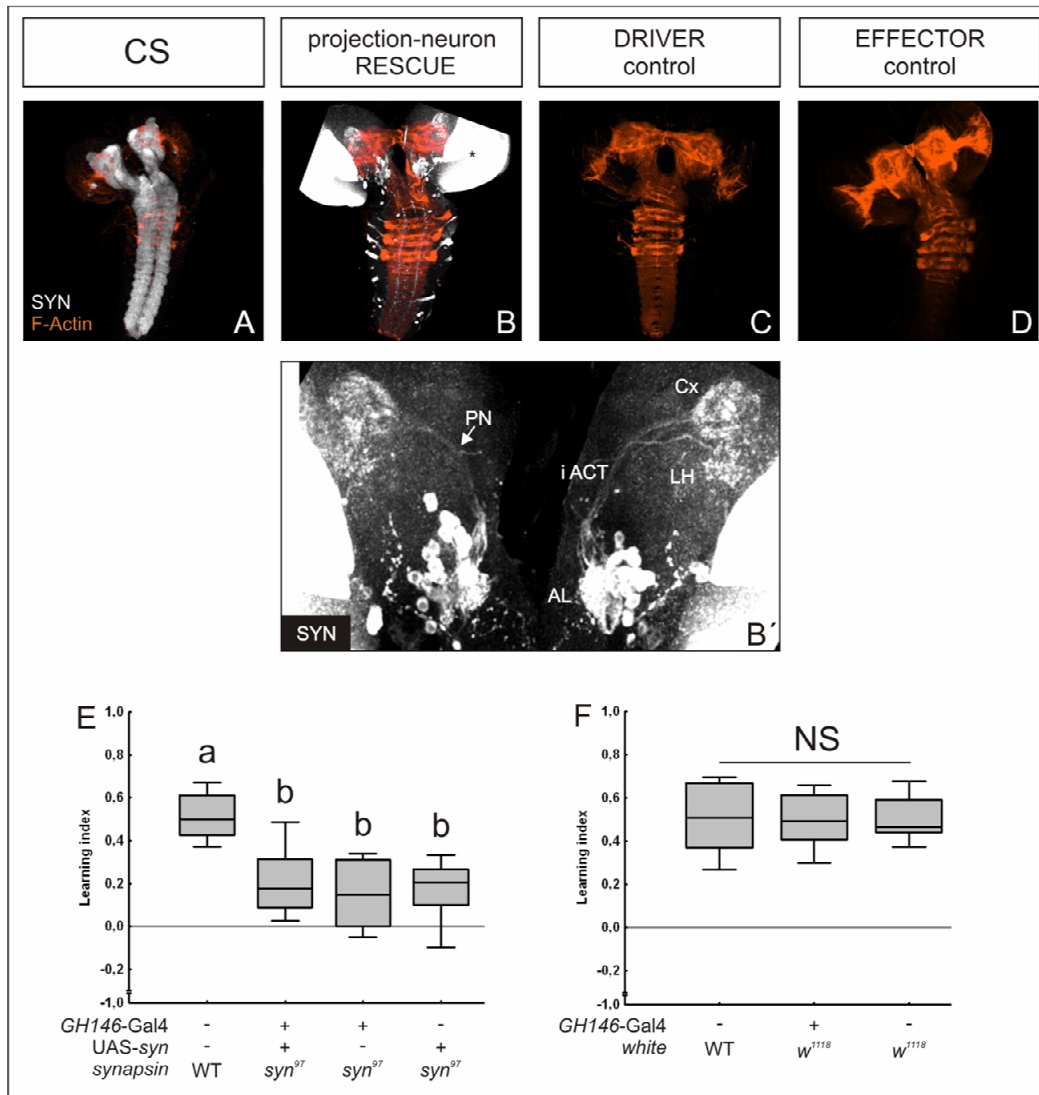 CS
projection-neuron
RESCUE
DRIVER
control
EFFECTOR
control
SYN
F-Actin
A
*
B
C
D
Cx
PN
i ACT
LH
AL
SYN
B´
E
1,0
0,8
0,6
0,4
0,2
0,0
-0,2
-1,0
Learning index
a
b
b
b
GH146-Gal4 - + + -
UAS-syn - + - +
synapsin WT syn97 syn97 syn97
F
1,0
0,8
0,6
0,4
0,2
0,0
-0,2
-1,0
Learning index
NS
GH146-Gal4 - + -
white WT w1118 w1118